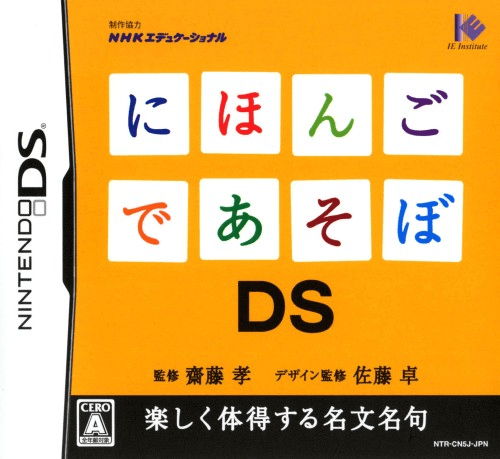 制作協力
NHKエデュケーショナル
IE Institute
NINTENDO DS®
にほんご
であそぼ
DS
監修 齋藤 孝 デザイン監修 佐藤 卓
CERO
A
全年齢対象
楽しく体得する名文名句
NTR-CN5J-JPN